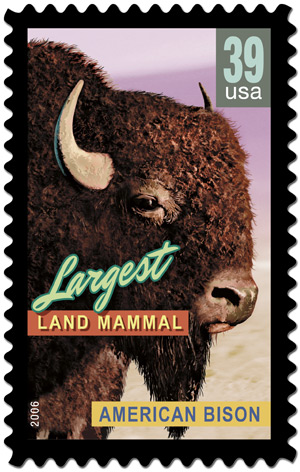 39
usa
Largest
LAND MAMMAL
2006
AMERICAN BISON